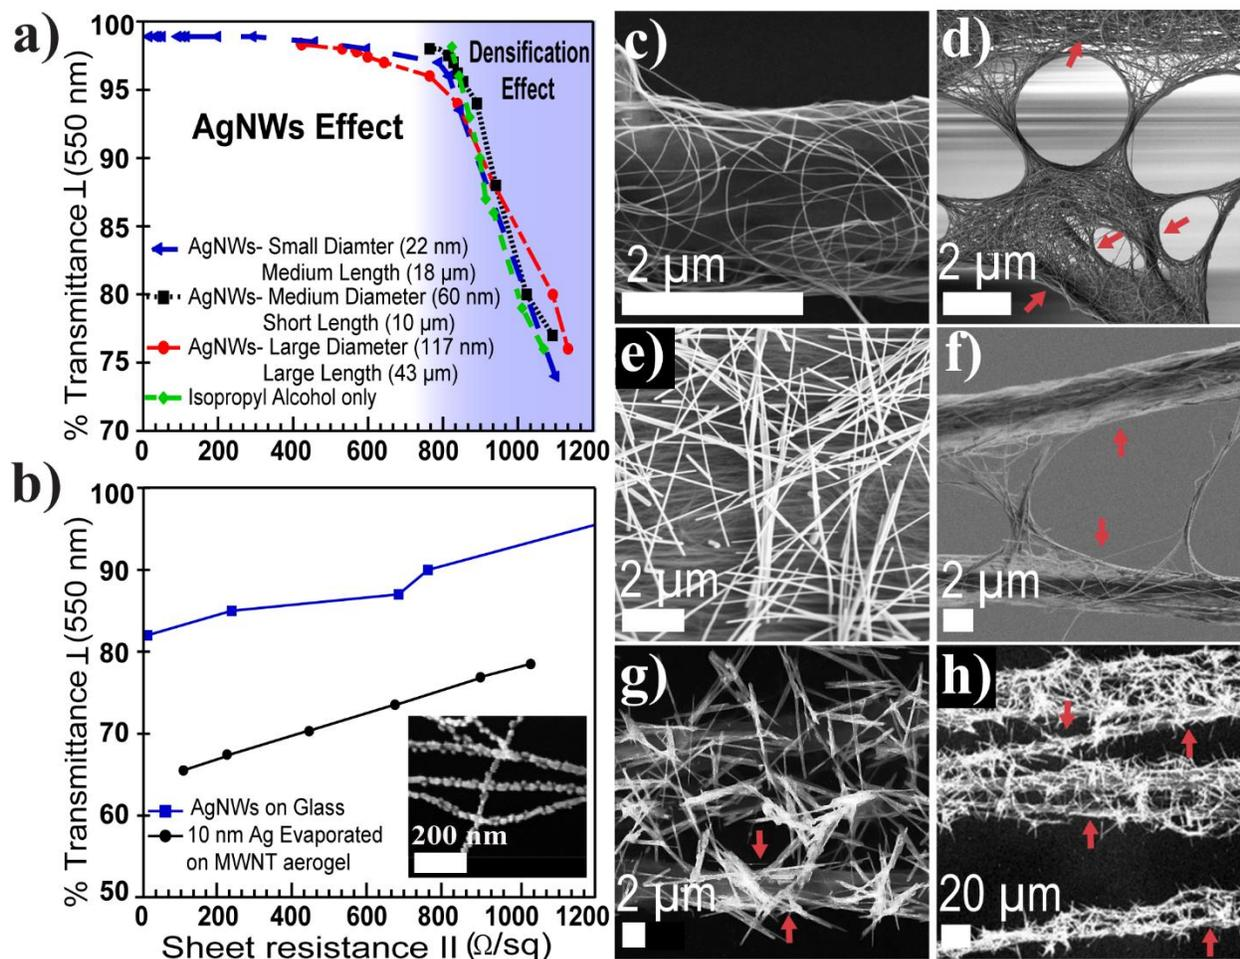 a)
100
95
90
85
80
75
70
% Transmittance ⊥ (550 nm)
Densification
Effect
AgNWs Effect
AgNWs- Small Diamter (22 nm)
Medium Length (18 µm)
AgNWs- Medium Diameter (60 nm)
Short Length (10 µm)
AgNWs- Large Diameter (117 nm)
Large Length (43 µm)
Isopropyl Alcohol only
0 200 400 600 800 1000 1200
b)
100
90
80
70
60
50
% Transmittance ⊥ (550 nm)
AgNWs on Glass
10 nm Ag Evaporated
on MWNT aerogel
200 nm
0 200 400 600 800 1000 1200
Sheet resistance II (Ω/sq)
c)
2 µm
d)
2 µm
e)
2 µm
f)
2 µm
g)
2 µm
h)
20 µm